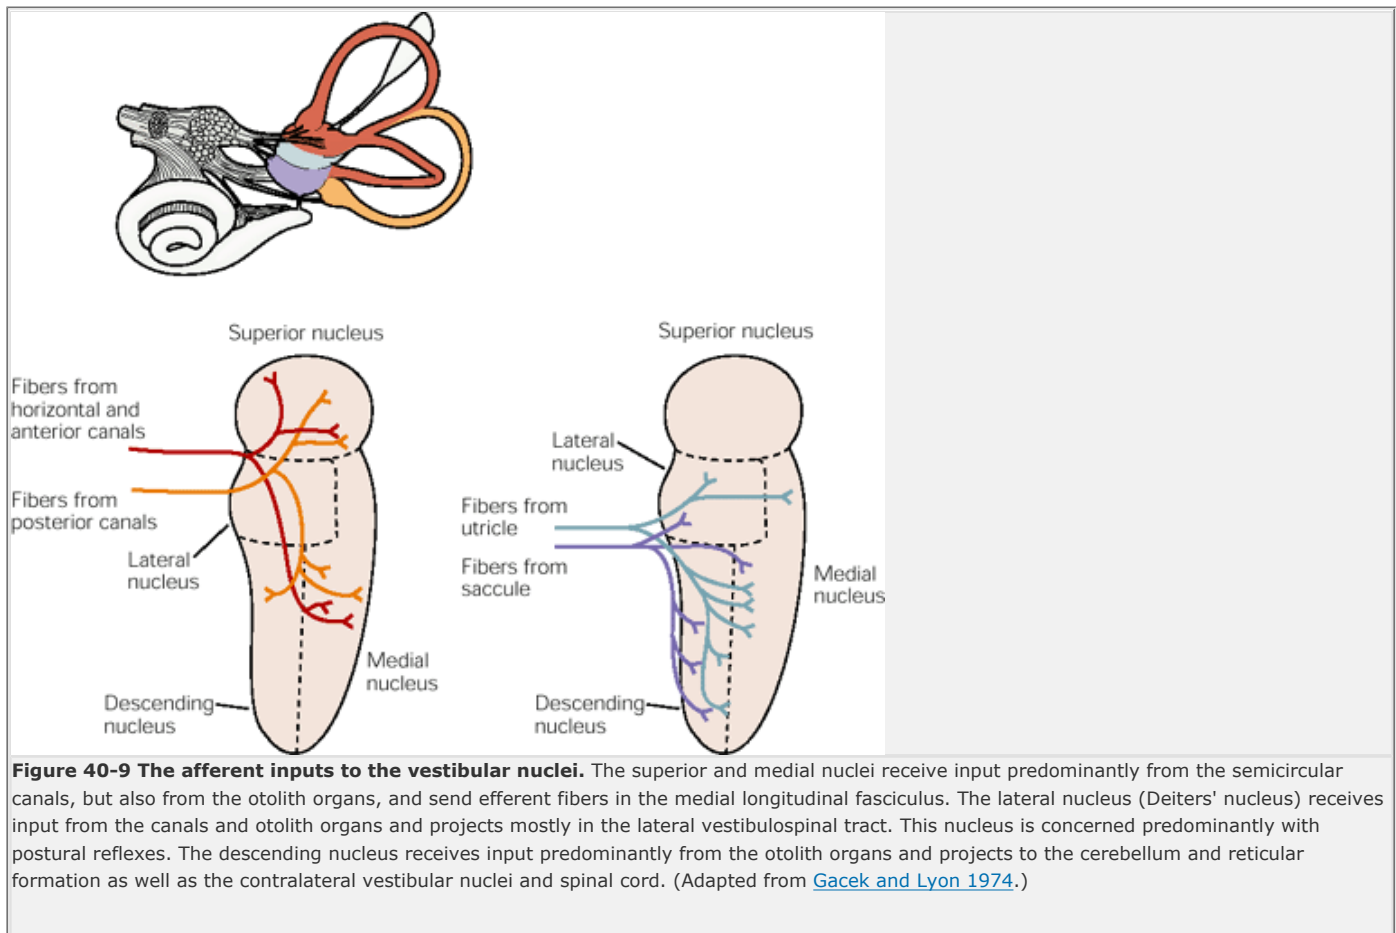 Superior nucleus
Fibers from
horizontal and
anterior canals
Fibers from
posterior canals
Lateral
nucleus
Medial
nucleus
Descending
nucleus
Superior nucleus
Lateral
nucleus
Fibers from
utricle
Fibers from
saccule
Medial
nucleus
Descending
nucleus
Figure 40-9 The afferent inputs to the vestibular nuclei. The superior and medial nuclei receive input predominantly from the semicircular
canals, but also from the otolith organs, and send efferent fibers in the medial longitudinal fasciculus. The lateral nucleus (Deiters' nucleus) receives
input from the canals and otolith organs and projects mostly in the lateral vestibulospinal tract. This nucleus is concerned predominantly with
postural reflexes. The descending nucleus receives input predominantly from the otolith organs and projects to the cerebellum and reticular
formation as well as the contralateral vestibular nuclei and spinal cord. (Adapted from Gacek and Lyon 1974.)